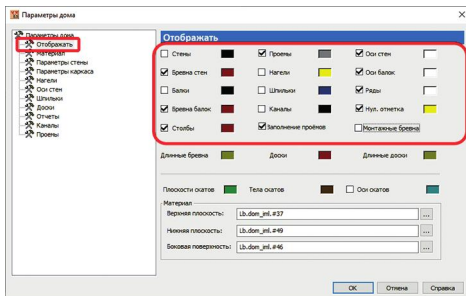 Параметры дома
Параметры дома
Отображать
Материал
Параметры стены
Параметры каркаса
Нагели
Оси стен
Шпильки
Доски
Отчеты
Каналы
Проемы
Отображать
Стены Проемы Оси стен
Бревна стен Нагели Оси балок
Балки Шпильки Ряды
Бревна балок Каналы Нул. отметка
Столбы Заполнение проёмов Монтажные бревна
Длинные бревна Доски Длинные доски
Плоскости скатов Тела скатов Оси скатов
Материал
Верхняя плоскость: Lb.dom_iml.#37 ...
Нижняя плоскость: Lb.dom_iml.#49 ...
Боковая поверхность: Lb.dom_iml.#46 ...
OK Отмена Справка